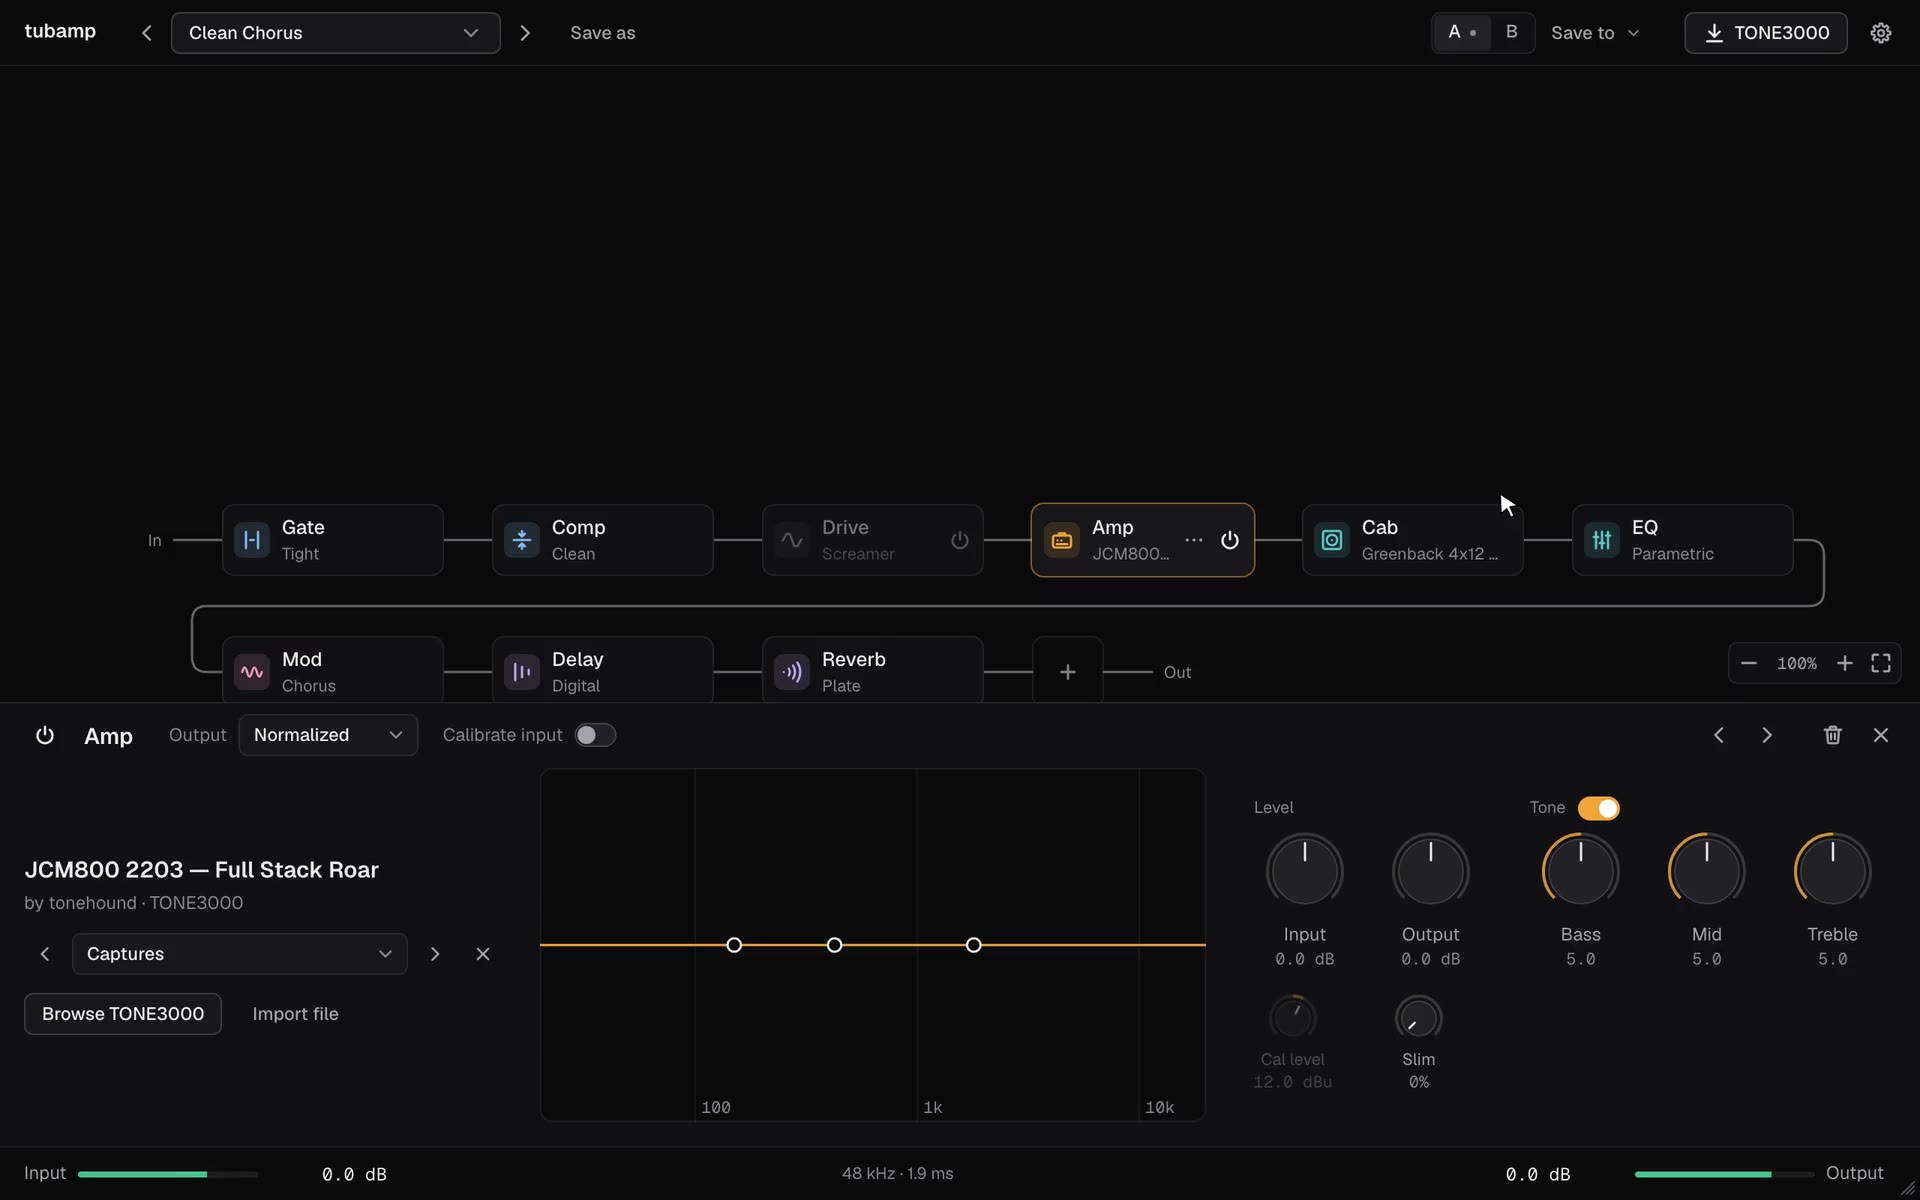 tubamp
Clean Chorus
Save as
A
B
Save to
TONE3000
In
Gate
Tight
Comp
Clean
Drive
Screamer
Amp
JCM800...
Cab
Greenback 4x12 ...
EQ
Parametric
Mod
Chorus
Delay
Digital
Reverb
Plate
+
Out
100%
Amp
Output
Normalized
Calibrate input
JCM800 2203 — Full Stack Roar
by tonehound · TONE3000
Captures
Browse TONE3000
Import file
100
1k
10k
Level
Input
0.0 dB
Output
0.0 dB
Cal level
12.0 dBu
Slim
0%
Tone
Bass
5.0
Mid
5.0
Treble
5.0
Input
0.0 dB
48 kHz · 1.9 ms
0.0 dB
Output